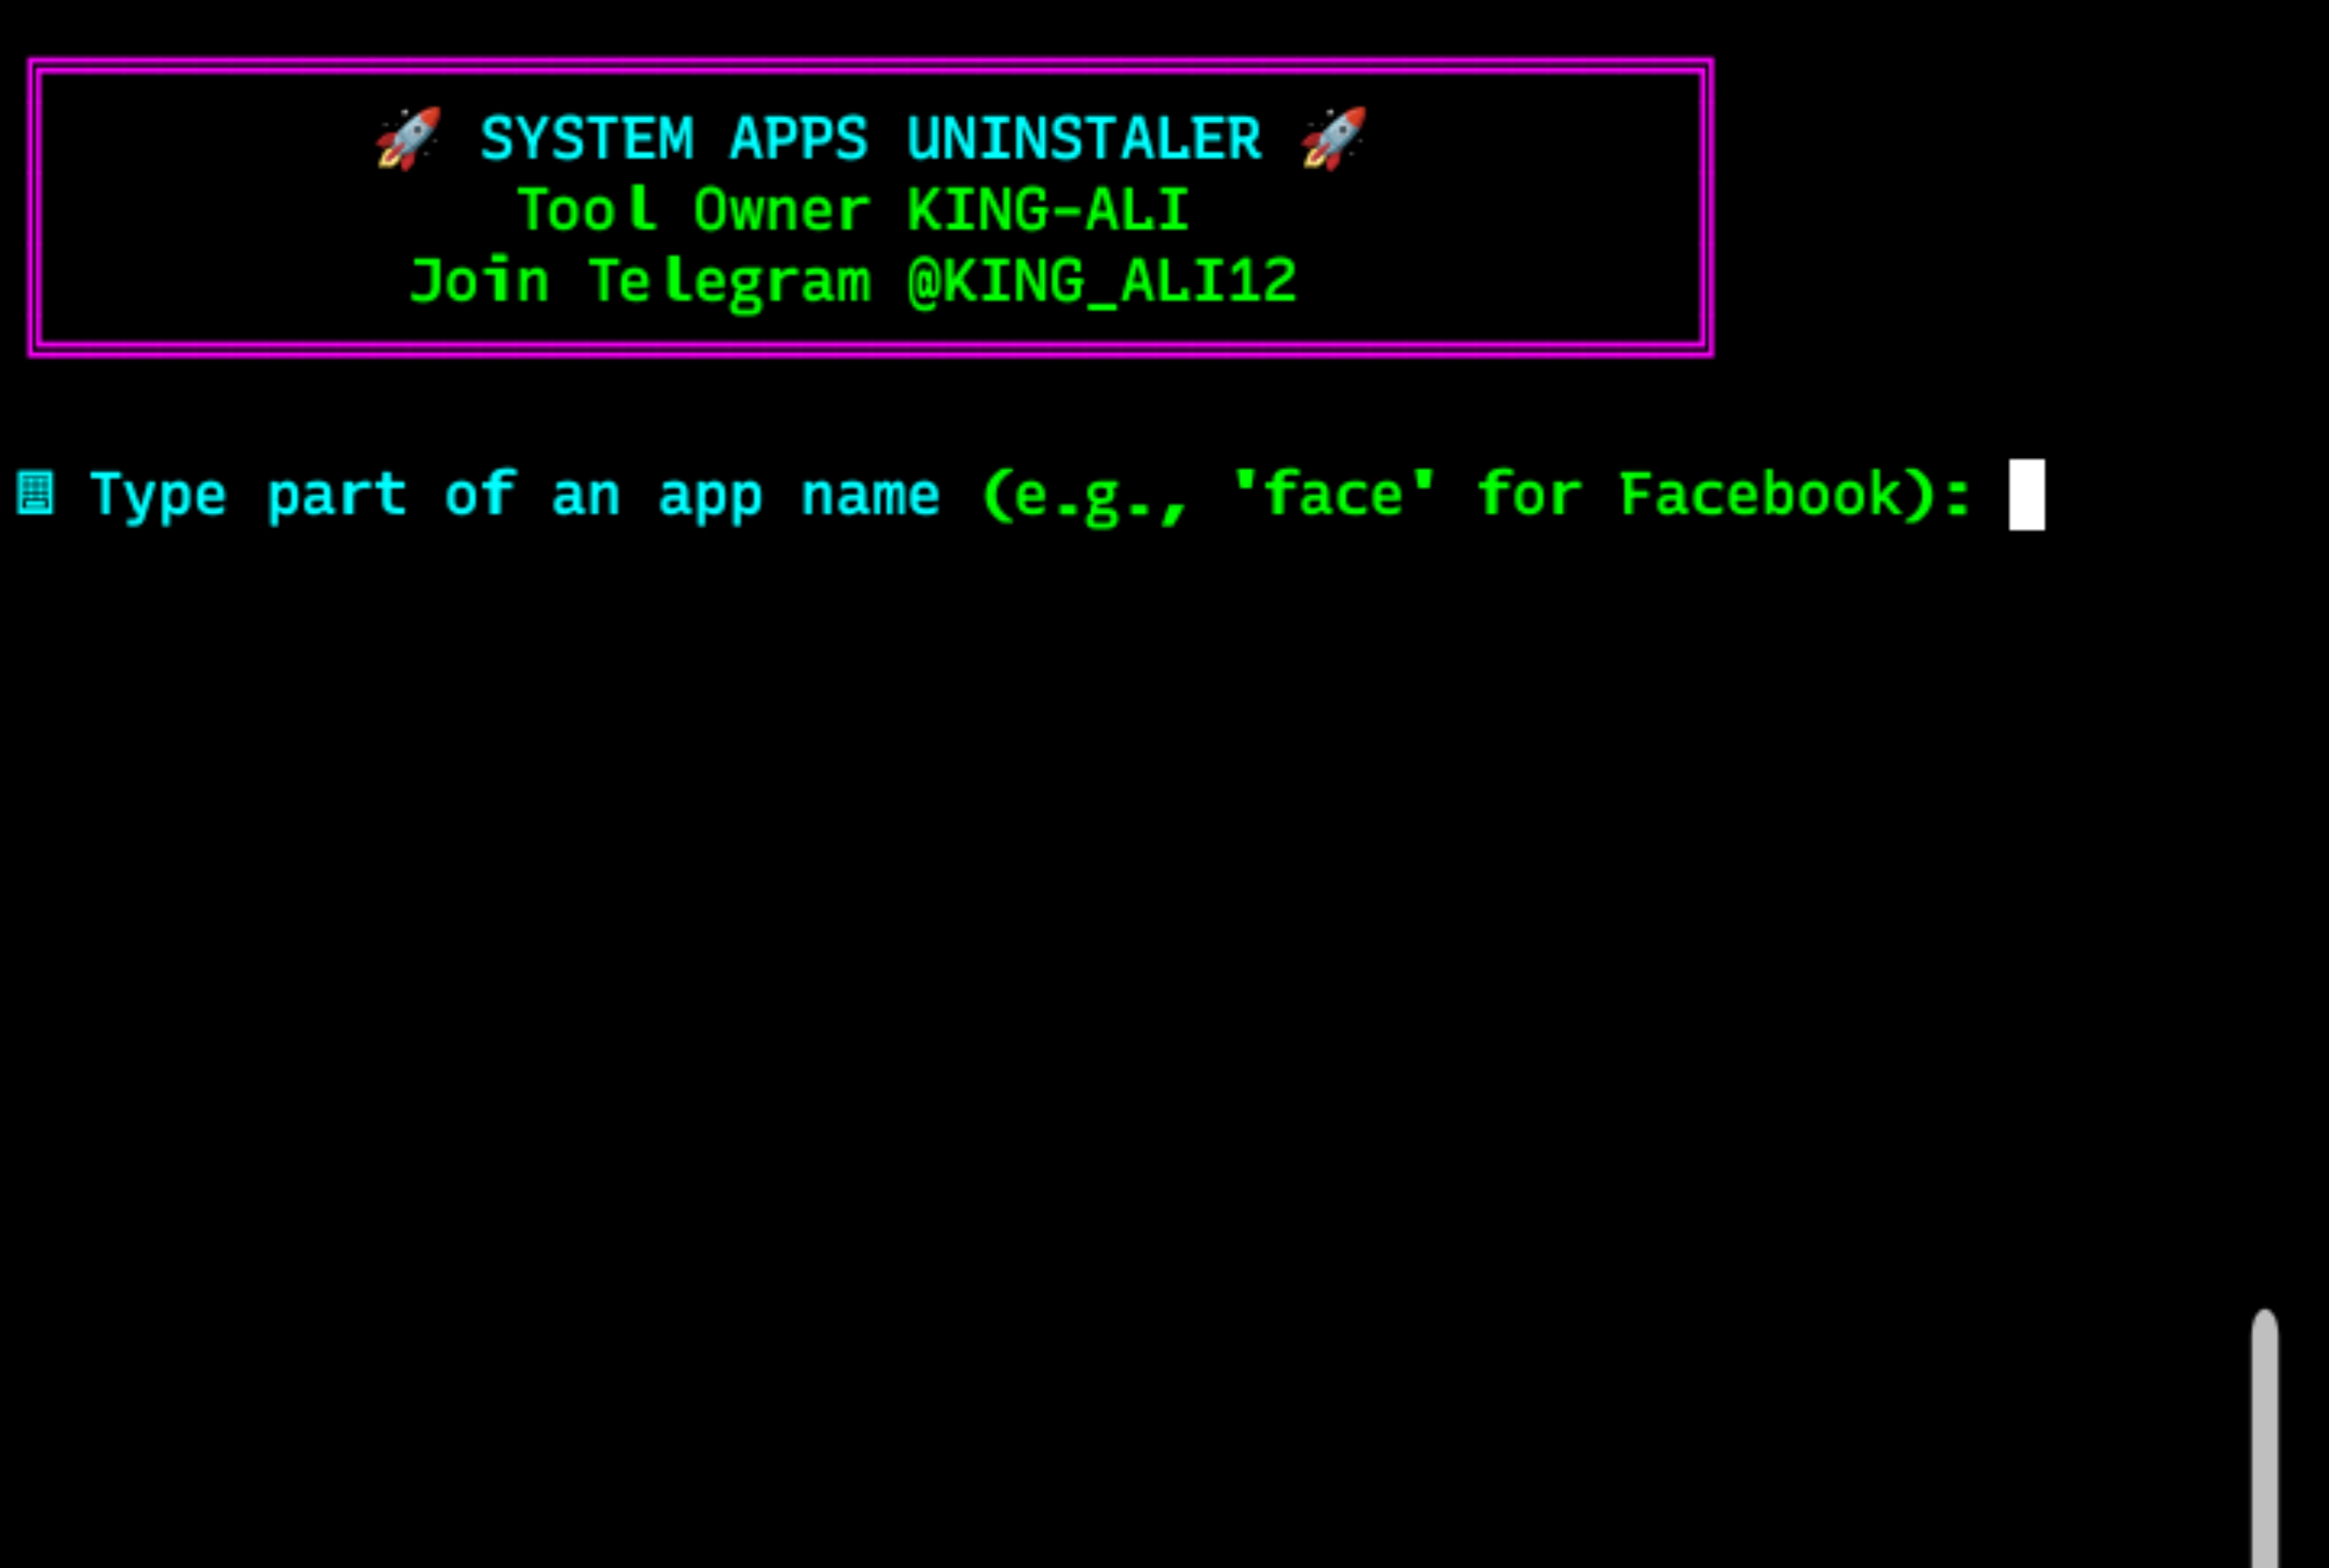 🚀 SYSTEM APPS UNINSTALER 🚀
Tool Owner KING-ALI
Join Telegram @KING_ALI12
Type part of an app name (e.g., 'face' for Facebook):